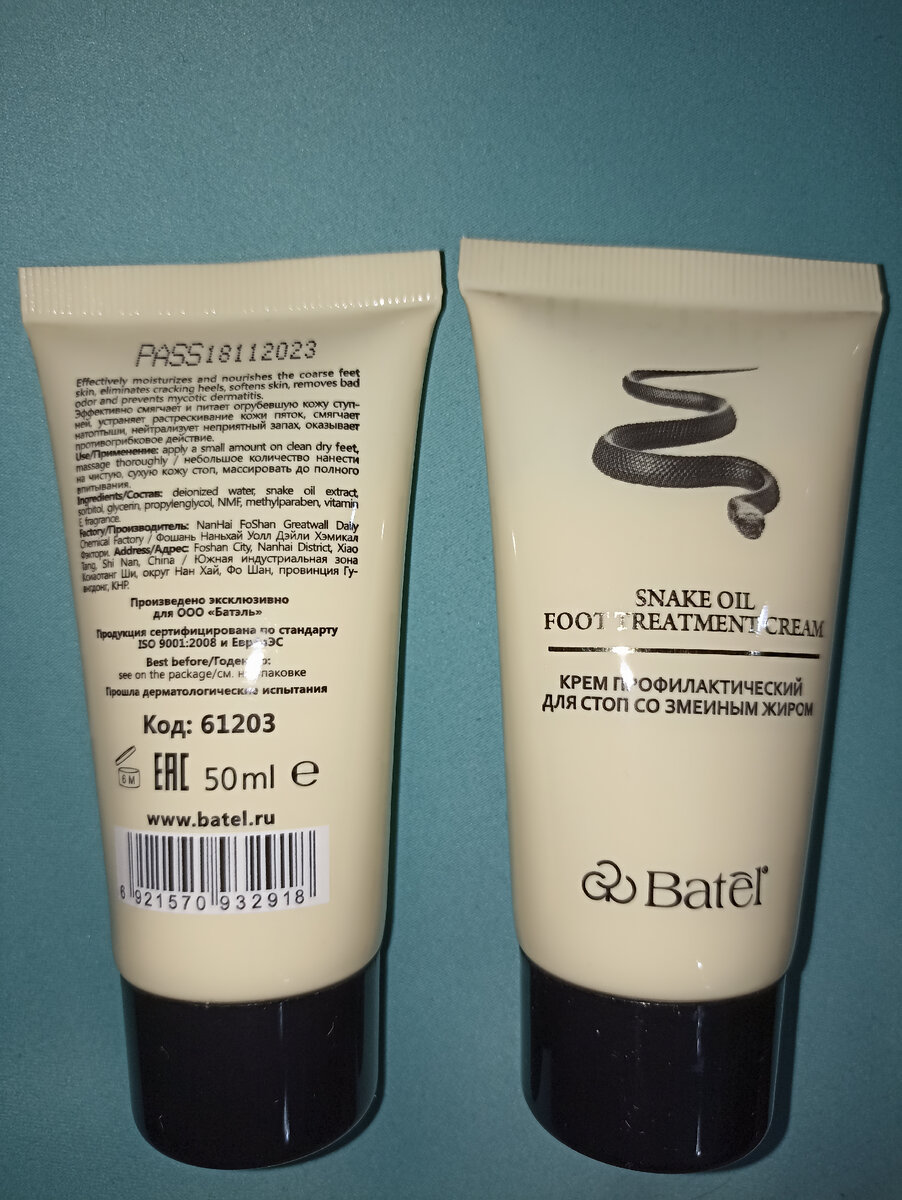 PASS18112023
Effectively moisturizes and nourishes the coarse feet
skin, eliminates cracking heels, softens skin, removes bad
odor and prevents mycotic dermatitis.
Эффективно смягчает и питает огрубевшую кожу ступ-
ней, устраняет растрескивание кожи пяток, смягчает
натоптыши, нейтрализует неприятный запах, оказывает
противогрибковое действие.
Use/Применение: apply a small amount on clean dry feet,
massage thoroughly / небольшое количество нанести
на чистую, сухую кожу стоп, массировать до полного
впитывания.
Ingredients/Состав: deionized water, snake oil extract,
sorbitol, glycerin, propylenglycol, NMF, methylparaben, vitamin
E, fragrance.
Factory/Производитель: NanHai FoShan Greatwall Daily
Chemical Factory / Фошань Наньхай Уолл Дэйли Хэмикал
Фэктори. Address/Адрес: Foshan City, Nanhai District, Xiao
Tang, Shi Nan, China / Южная индустриальная зона
Ксиаотанг Ши, округ Нан Хай, Фо Шан, провинция Гу-
ангдонг, КНР.
Произведено эксклюзивно
для ООО «Батэль»
Продукция сертифицирована по стандарту
ISO 9001:2008 и ЕврАзЭС
Best before/Годен до:
see on the package/см. на упаковке
Прошла дерматологические испытания
Код: 61203
6 M EAC 50ml e
www.batel.ru
6 921570 932918
SNAKE OIL
FOOT TREATMENT CREAM
КРЕМ ПРОФИЛАКТИЧЕСКИЙ
ДЛЯ СТОП СО ЗМЕИНЫМ ЖИРОМ
Batēl®